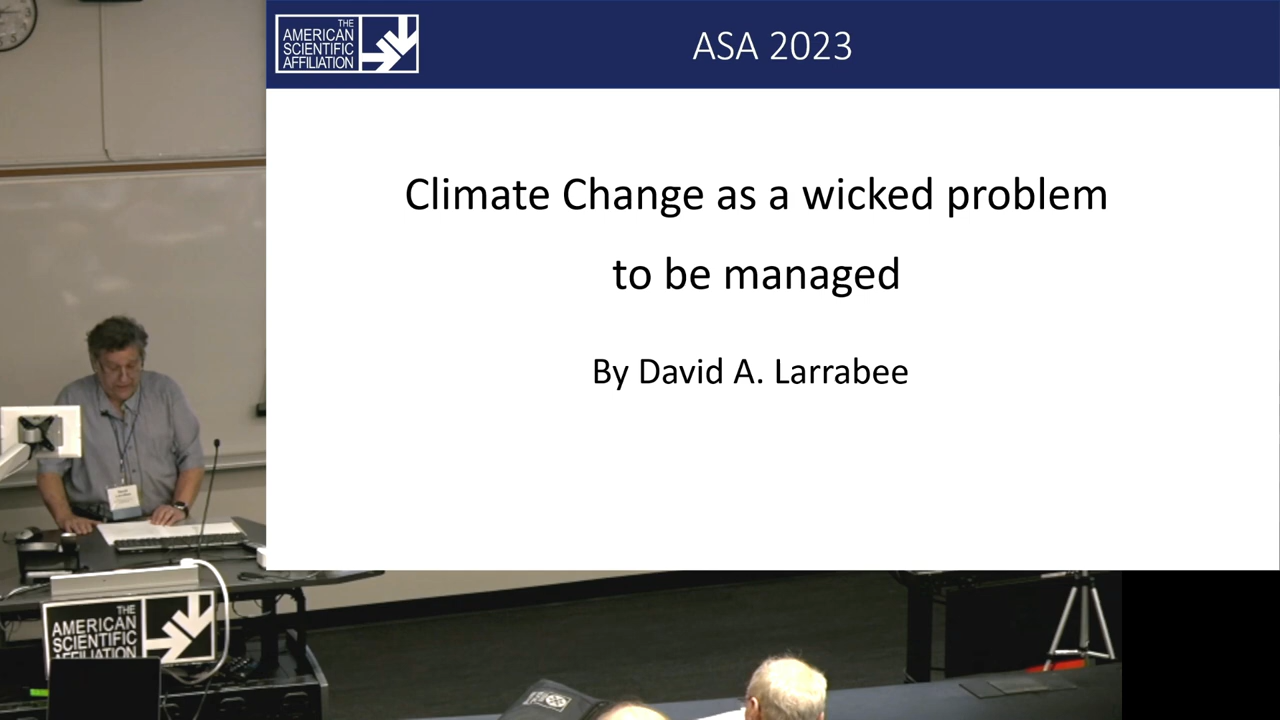 THE
AMERICAN
SCIENTIFIC
AFFILIATION
ASA 2023
Climate Change as a wicked problem
to be managed
By David A. Larrabee
THE
AMERICAN
SCIENTIFIC
AFFILIATION